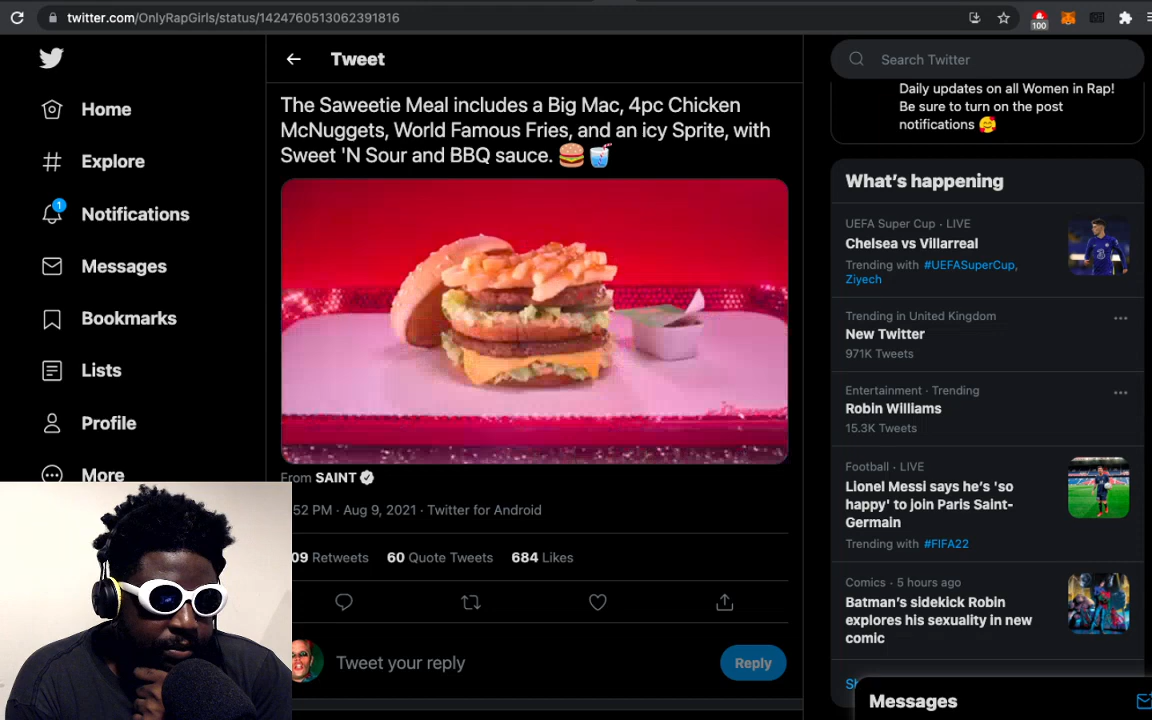 twitter.com/OnlyRapGirls/status/1424760513062391816
100
Home
Explore
1
Notifications
Messages
Bookmarks
Lists
Profile
More
Tweet
The Saweetie Meal includes a Big Mac, 4pc Chicken
McNuggets, World Famous Fries, and an icy Sprite, with
Sweet 'N Sour and BBQ sauce. 🍔🥤
From SAINT
52 PM · Aug 9, 2021 · Twitter for Android
09 Retweets 60 Quote Tweets 684 Likes
Tweet your reply
Reply
Search Twitter
Daily updates on all Women in Rap!
Be sure to turn on the post
notifications 🥰
What's happening
UEFA Super Cup · LIVE
Chelsea vs Villarreal
Trending with #UEFASuperCup,
Ziyech
Trending in United Kingdom
New Twitter
971K Tweets
Entertainment · Trending
Robin Williams
15.3K Tweets
Football · LIVE
Lionel Messi says he's 'so
happy' to join Paris Saint-
Germain
Trending with #FIFA22
Comics · 5 hours ago
Batman's sidekick Robin
explores his sexuality in new
comic
Messages